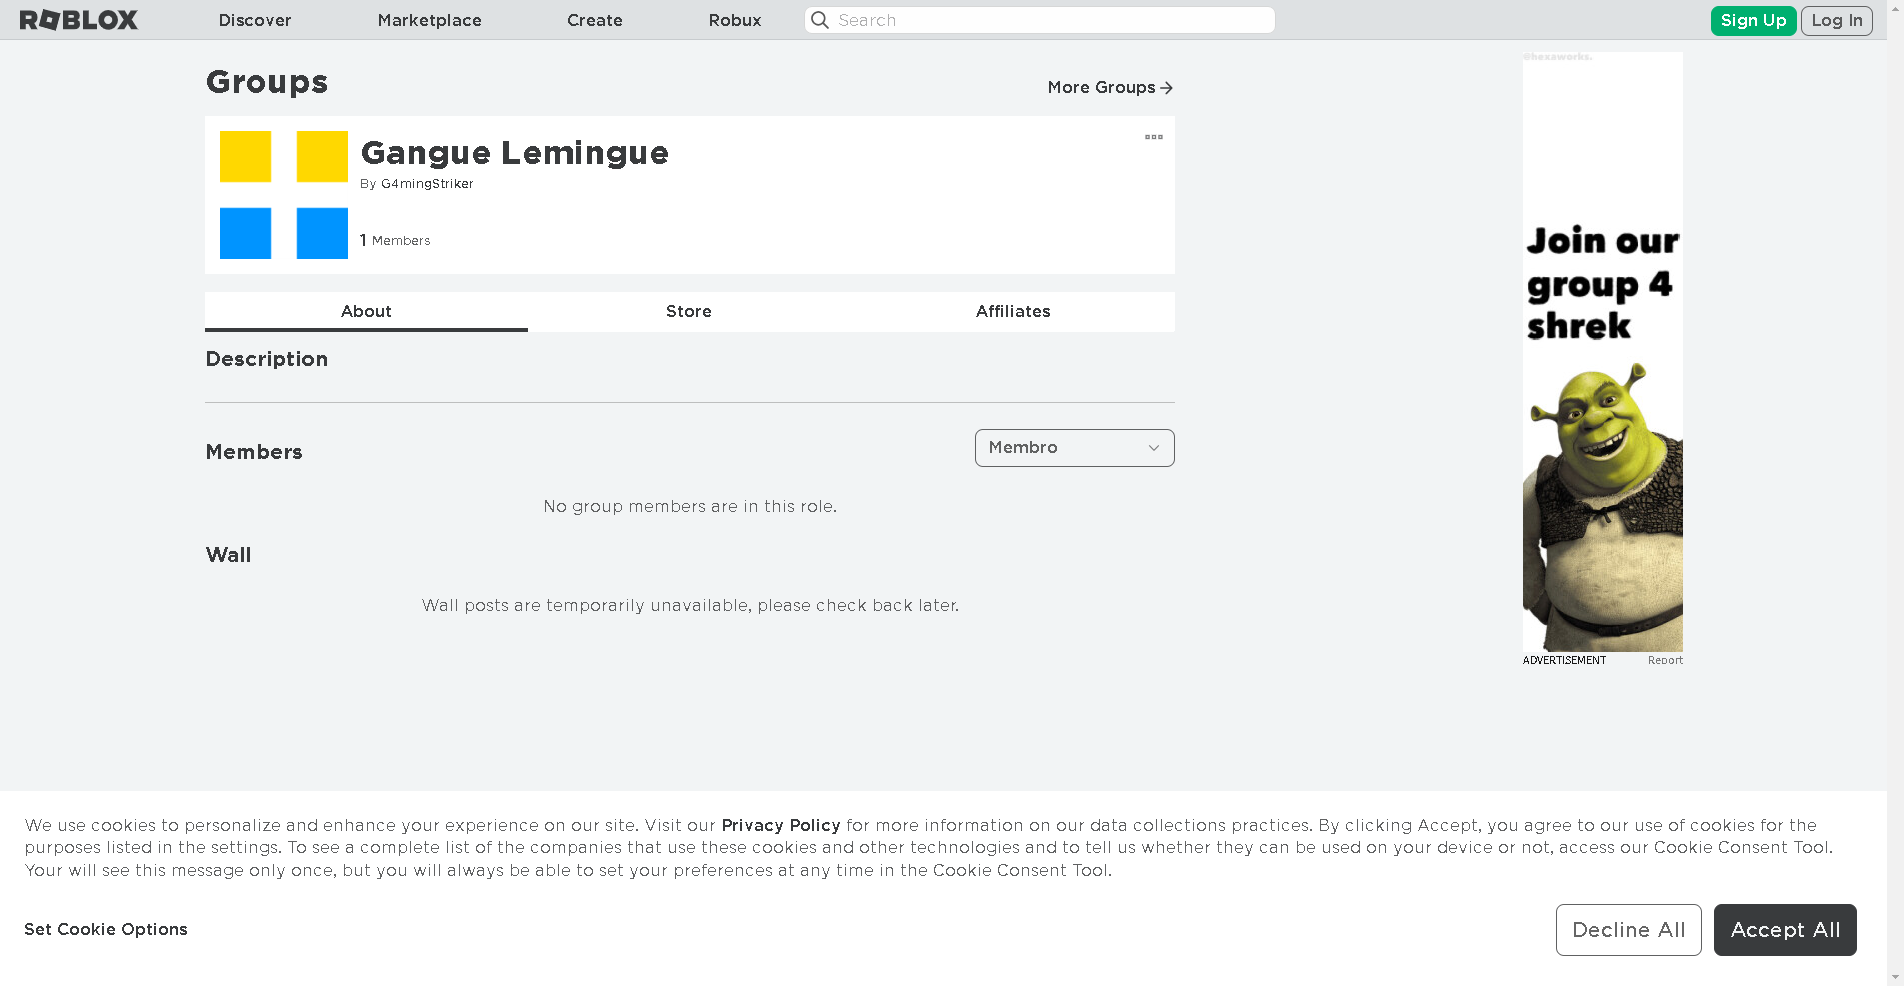 ROBLOX
Discover
Marketplace
Create
Robux
Search
Sign Up
Log In
Groups
More Groups
Gangue Lemingue
By G4mingStriker
1 Members
About
Store
Affiliates
Description
Members
Membro
No group members are in this role.
Wall
Wall posts are temporarily unavailable, please check back later.
@hexaworks.
Join our
group 4
shrek
ADVERTISEMENT
Report
We use cookies to personalize and enhance your experience on our site. Visit our Privacy Policy for more information on our data collections practices. By clicking Accept, you agree to our use of cookies for the
purposes listed in the settings. To see a complete list of the companies that use these cookies and other technologies and to tell us whether they can be used on your device or not, access our Cookie Consent Tool.
Your will see this message only once, but you will always be able to set your preferences at any time in the Cookie Consent Tool.
Set Cookie Options
Decline All
Accept All